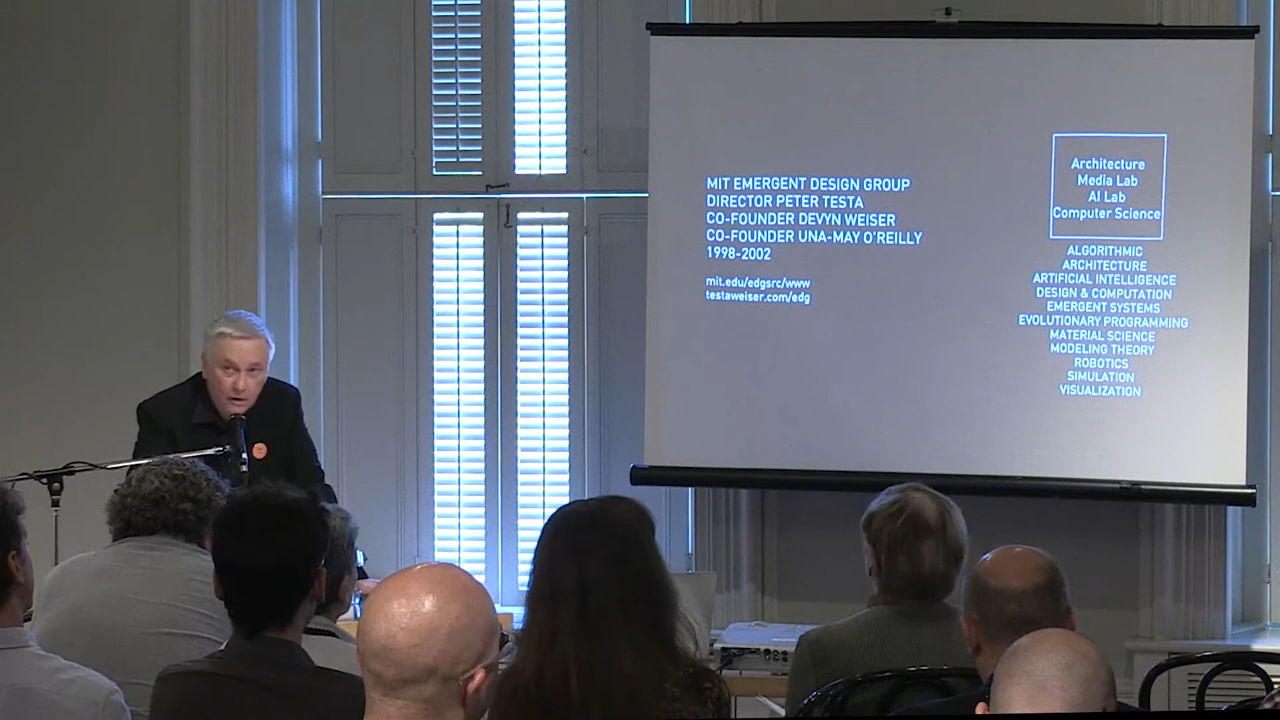 MIT EMERGENT DESIGN GROUP
DIRECTOR PETER TESTA
CO-FOUNDER DEVYN WEISER
CO-FOUNDER UNA-MAY O'REILLY
1998-2002
mit.edu/edgsrc/www
testaweiser.com/edg
Architecture
Media Lab
AI Lab
Computer Science
ALGORITHMIC
ARCHITECTURE
ARTIFICIAL INTELLIGENCE
DESIGN & COMPUTATION
EMERGENT SYSTEMS
EVOLUTIONARY PROGRAMMING
MATERIAL SCIENCE
MODELING THEORY
ROBOTICS
SIMULATION
VISUALIZATION